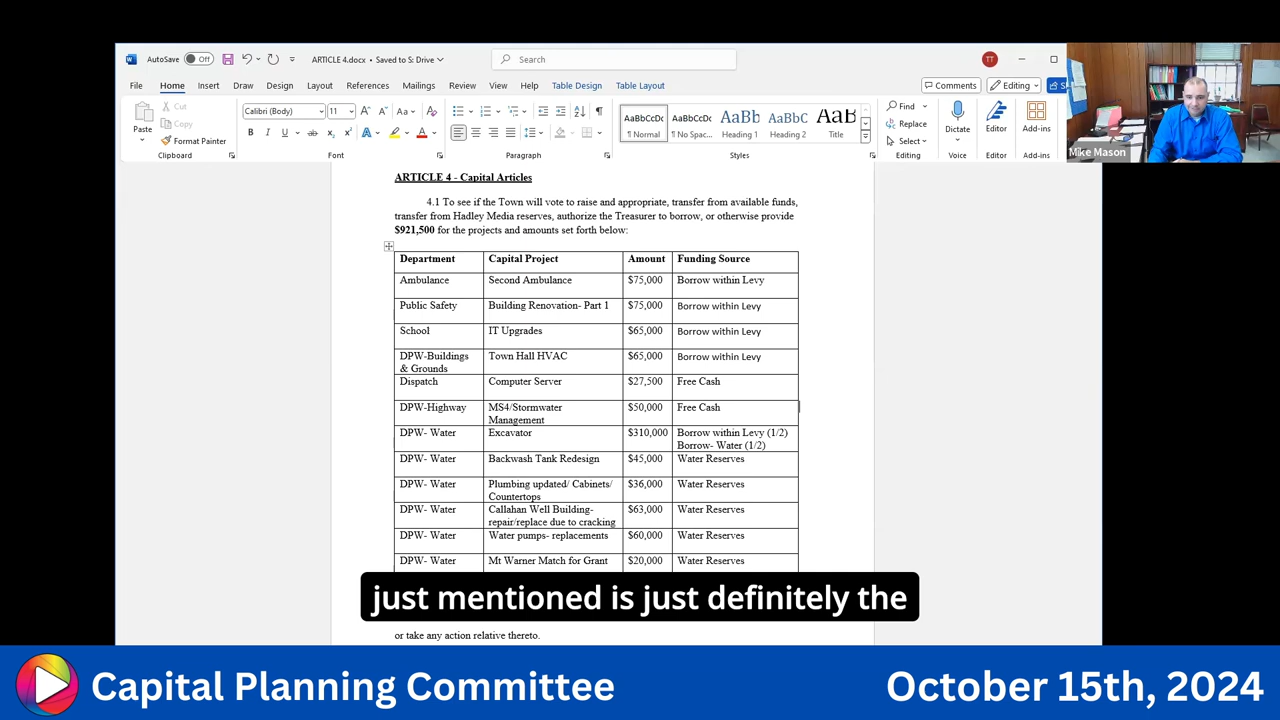 AutoSave Off ARTICLE 4.docx • Saved to S: Drive Search TT
File Home Insert Draw Design Layout References Mailings Review View Help Table Design Table Layout Comments Editing S
Paste Cut Copy Format Painter Clipboard
Calibri (Body) 11 Font
Paragraph
AaBbCcDc AaBbCcDc AaBbC AaBbC AaB
¶ Normal ¶ No Spac... Heading 1 Heading 2 Title
Styles
Find Replace Select Editing
Dictate Voice
Editor Editor
Add-ins Add-ins
Mike Mason
ARTICLE 4 - Capital Articles
4.1 To see if the Town will vote to raise and appropriate, transfer from available funds,
transfer from Hadley Media reserves, authorize the Treasurer to borrow, or otherwise provide
$921,500 for the projects and amounts set forth below:
Department Capital Project Amount Funding Source
Ambulance Second Ambulance $75,000 Borrow within Levy
Public Safety Building Renovation- Part 1 $75,000 Borrow within Levy
School IT Upgrades $65,000 Borrow within Levy
DPW-Buildings Town Hall HVAC $65,000 Borrow within Levy
& Grounds
Dispatch Computer Server $27,500 Free Cash
DPW-Highway MS4/Stormwater $50,000 Free Cash
Management
DPW- Water Excavator $310,000 Borrow within Levy (1/2)
Borrow- Water (1/2)
DPW- Water Backwash Tank Redesign $45,000 Water Reserves
DPW- Water Plumbing updated/ Cabinets/ $36,000 Water Reserves
Countertops
DPW- Water Callahan Well Building- $63,000 Water Reserves
repair/replace due to cracking
DPW- Water Water pumps- replacements $60,000 Water Reserves
DPW- Water Mt Warner Match for Grant $20,000 Water Reserves
just mentioned is just definitely the
or take any action relative thereto.
Capital Planning Committee October 15th, 2024